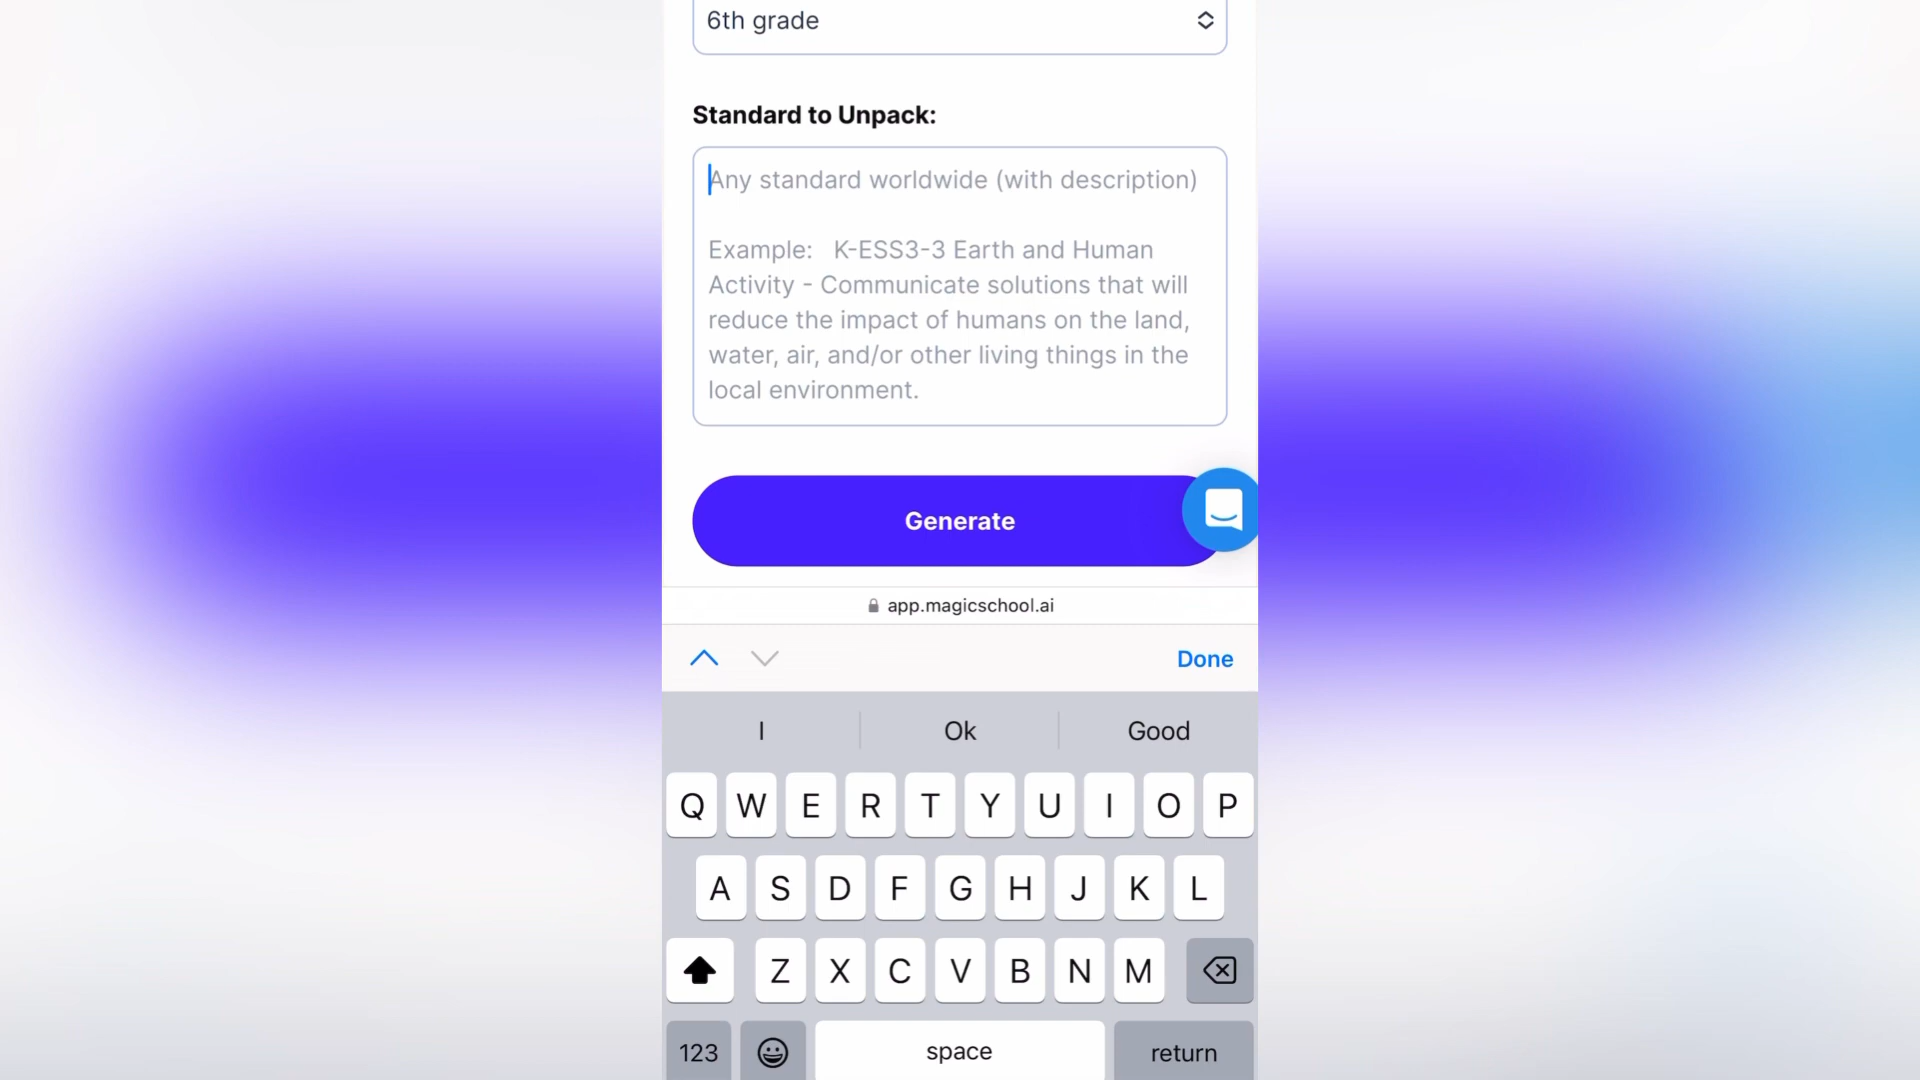 6th grade
Standard to Unpack:
Any standard worldwide (with description)
Example: K-ESS3-3 Earth and Human
Activity - Communicate solutions that will
reduce the impact of humans on the land,
water, air, and/or other living things in the
local environment.
Generate
app.magicschool.ai
Done
I Ok Good
Q W E R T Y U I O P
A S D F G H J K L
Z X C V B N M
123 space return